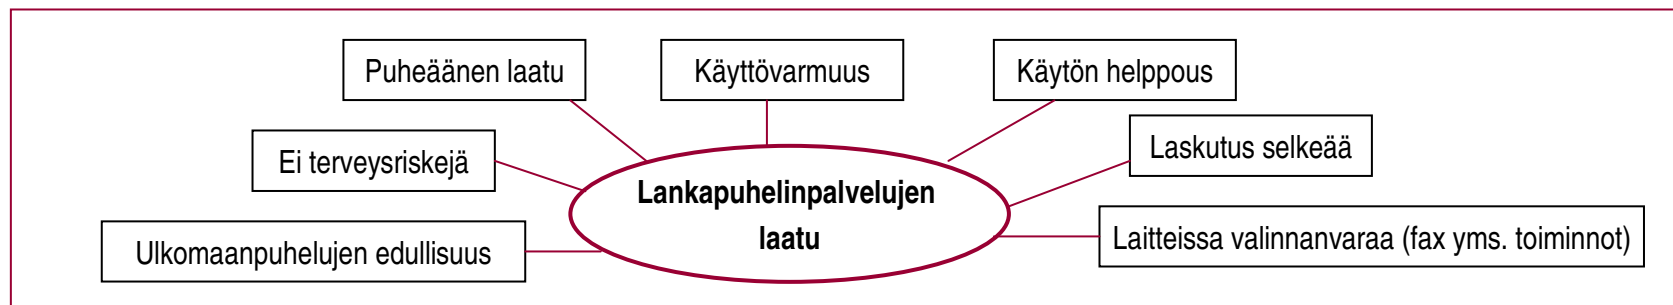 Puheäänen laatu
Käyttövarmuus
Käytön helppous
Ei terveysriskejä
Laskutus selkeää
Lankapuhelinpalvelujen
laatu
Ulkomaanpuhelujen edullisuus
Laitteissa valinnanvaraa (fax yms. toiminnot)